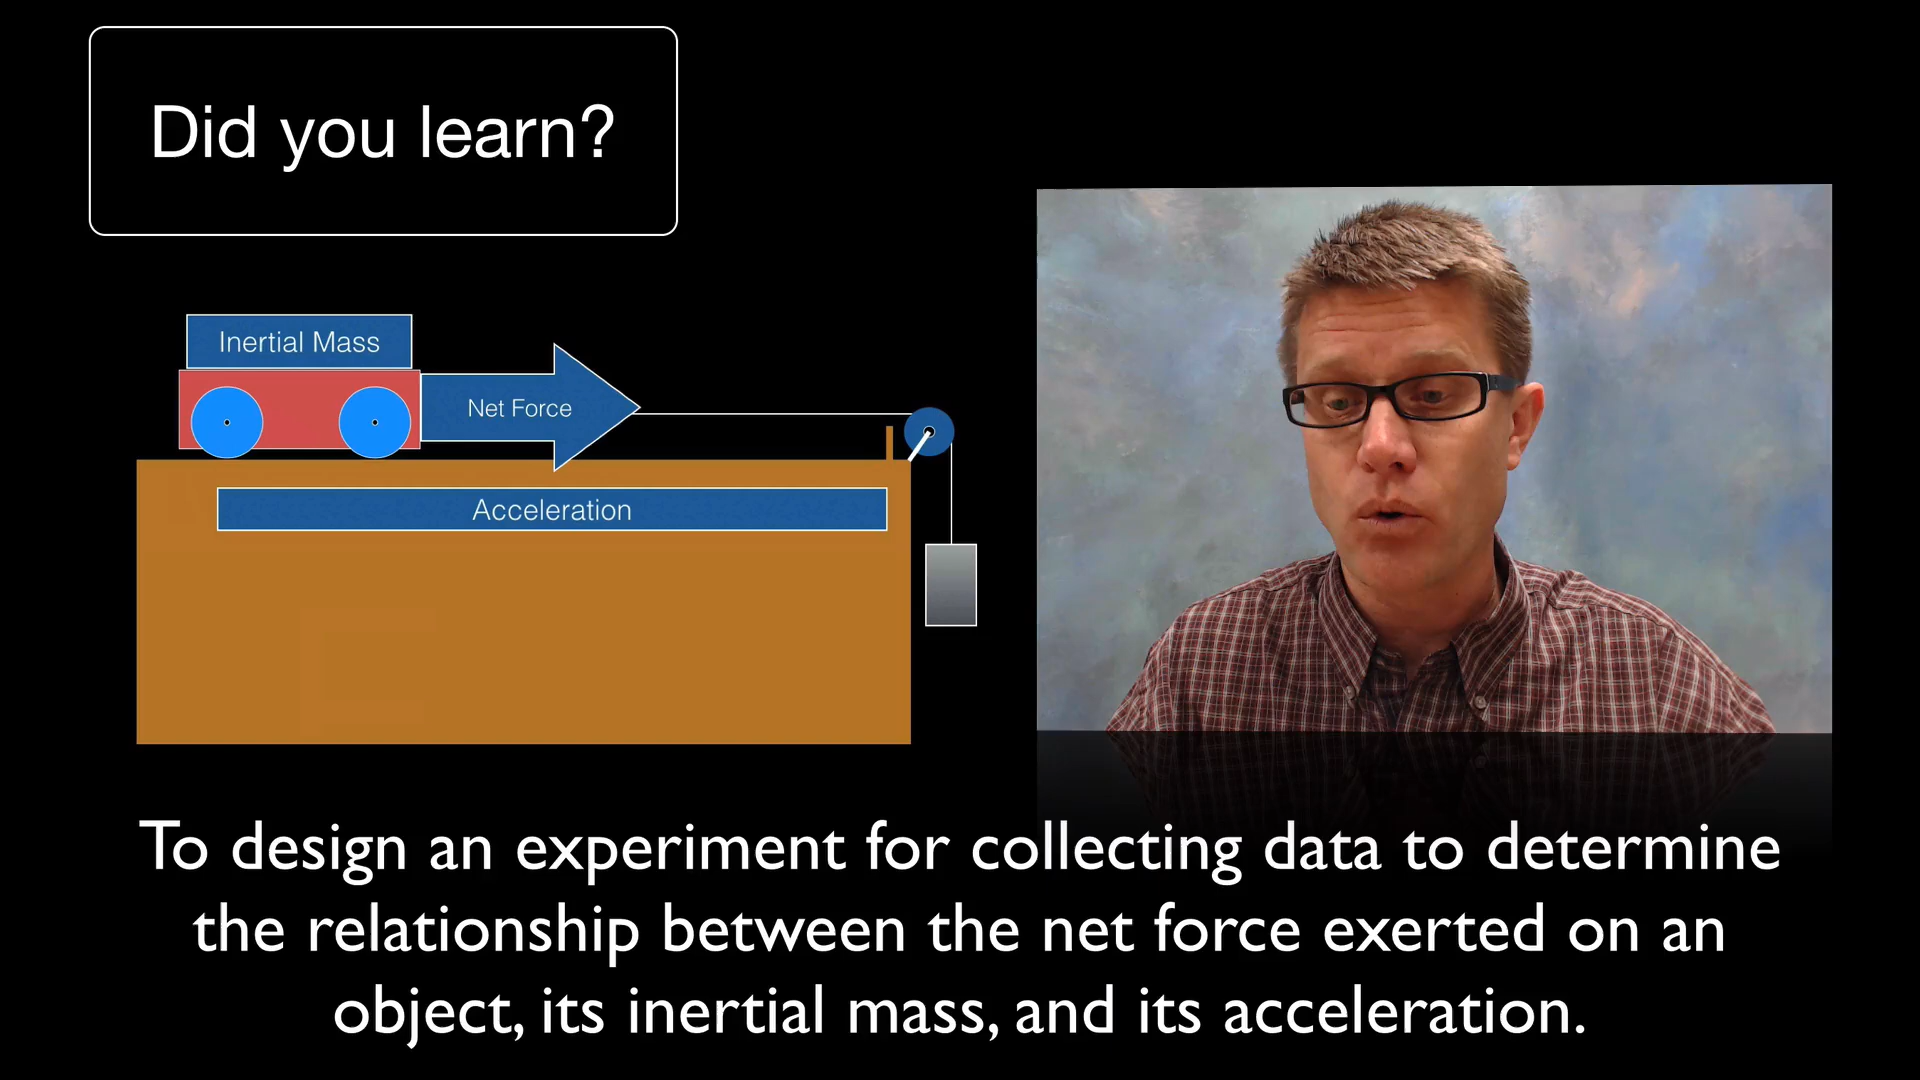 Did you learn?
Inertial Mass
Net Force
Acceleration
To design an experiment for collecting data to determine
the relationship between the net force exerted on an
object, its inertial mass, and its acceleration.